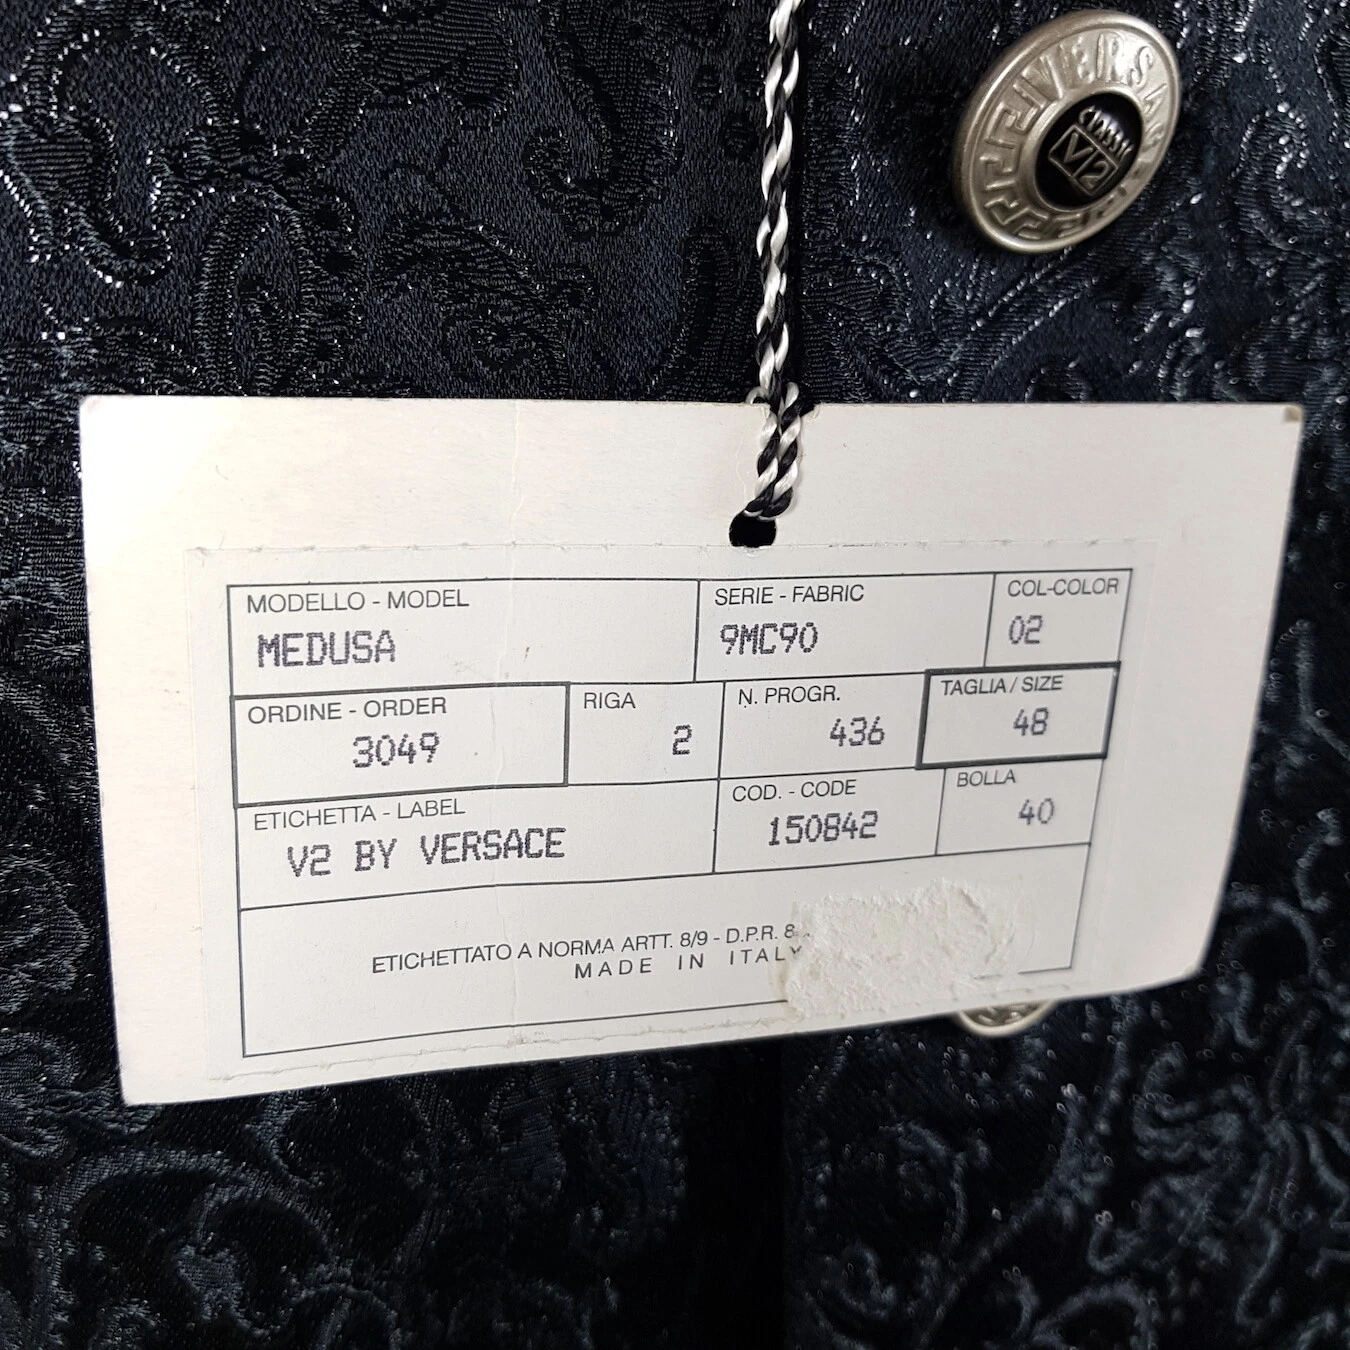 VERSACE
CLASSIC
V2
MODELLO - MODEL
MEDUSA
SERIE - FABRIC
9MC90
COL-COLOR
02
ORDINE - ORDER
3049
RIGA
2
N. PROGR.
436
TAGLIA / SIZE
48
ETICHETTA - LABEL
V2 BY VERSACE
COD. - CODE
150842
BOLLA
40
ETICHETTATO A NORMA ARTT. 8/9 - D.P.R. 8
MADE IN ITALY